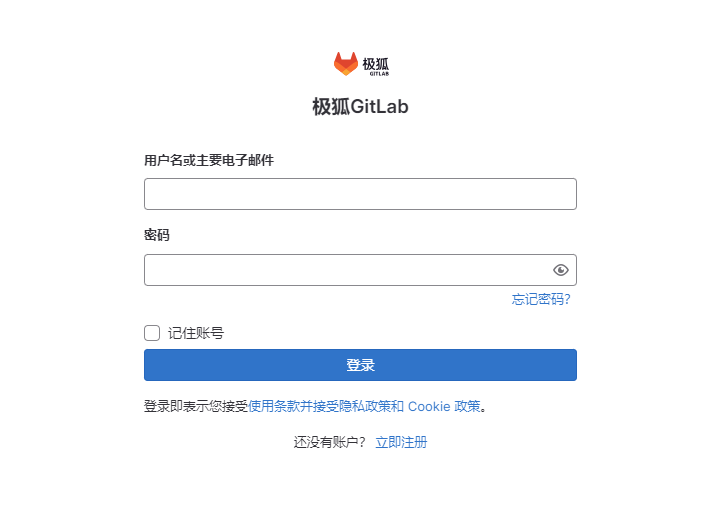 极狐
GITLAB
极狐GitLab
用户名或主要电子邮件
密码
忘记密码?
记住账号
登录
登录即表示您接受使用条款并接受隐私政策和 Cookie 政策。
还没有账户? 立即注册